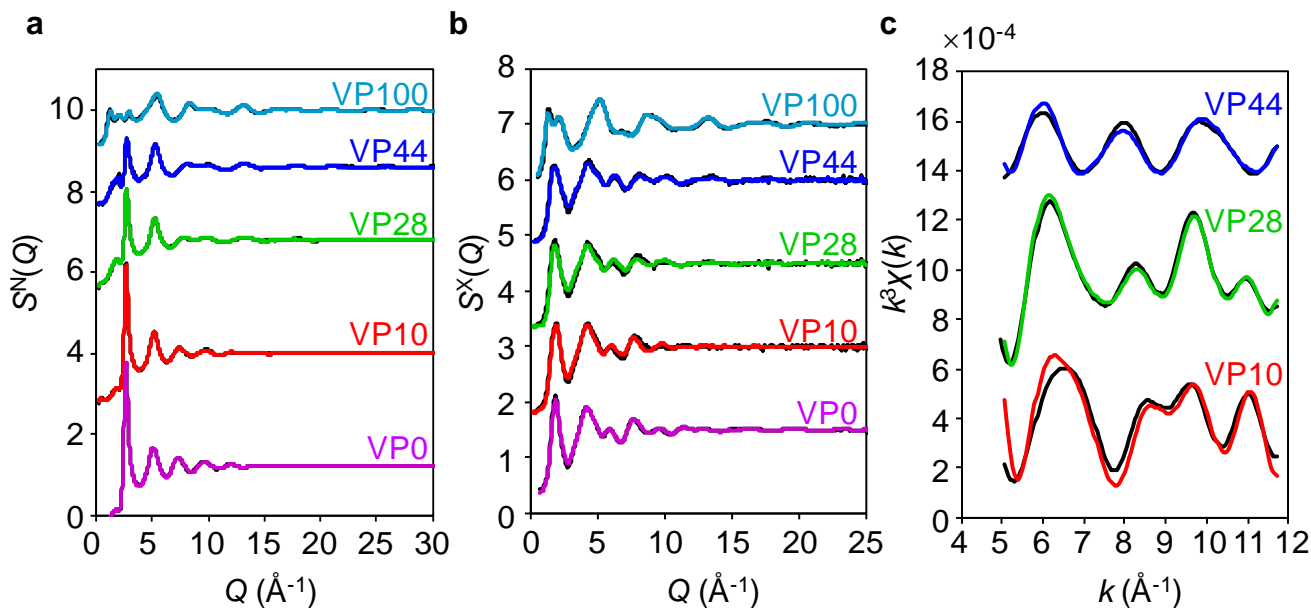 a
S^N(Q)
10
8
6
4
2
0
VP100
VP44
VP28
VP10
VP0
0 5 10 15 20 25 30
Q (Å-1)
b
S^X(Q)
8
7
6
5
4
3
2
1
0
VP100
VP44
VP28
VP10
VP0
0 5 10 15 20 25
Q (Å-1)
c
×10-4
k³χ(k)
18
16
14
12
10
8
6
4
2
0
VP44
VP28
VP10
4 5 6 7 8 9 10 11 12
k (Å-1)